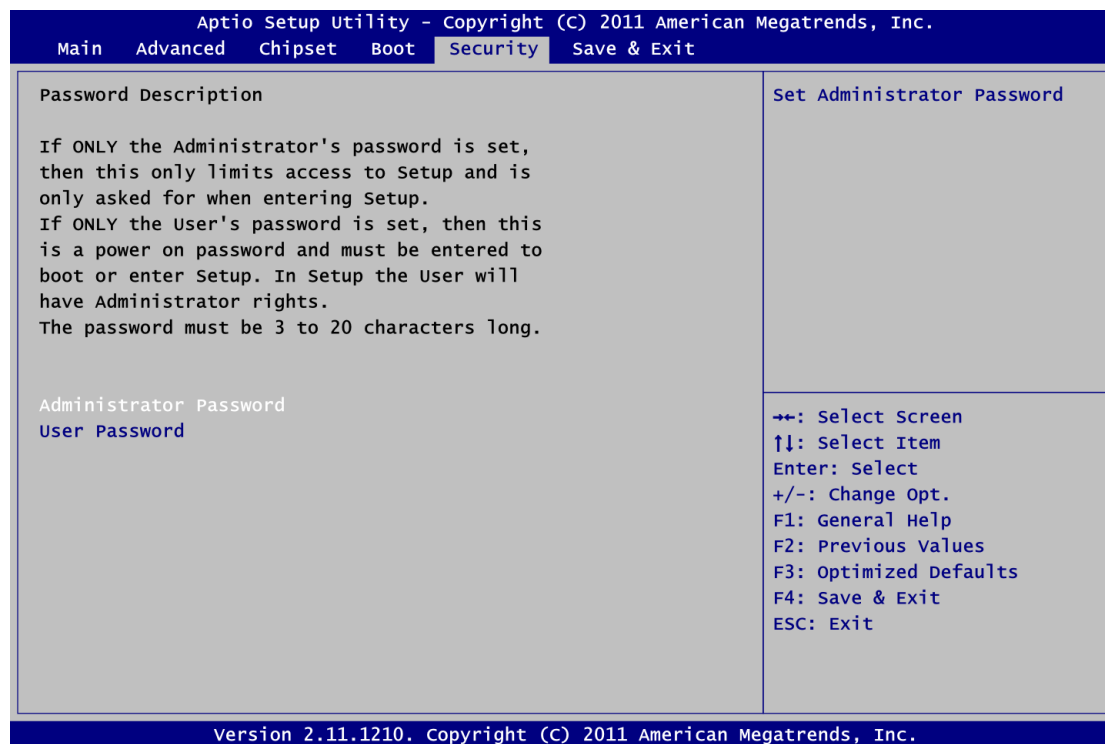 Aptio Setup Utility - Copyright (C) 2011 American Megatrends, Inc.
Main Advanced Chipset Boot Security Save & Exit
Password Description
If ONLY the Administrator's password is set,
then this only limits access to Setup and is
only asked for when entering Setup.
If ONLY the User's password is set, then this
is a power on password and must be entered to
boot or enter Setup. In Setup the User will
have Administrator rights.
The password must be 3 to 20 characters long.
Administrator Password
User Password
Set Administrator Password
→←: Select Screen
↑↓: Select Item
Enter: Select
+/-: Change Opt.
F1: General Help
F2: Previous Values
F3: Optimized Defaults
F4: Save & Exit
ESC: Exit
Version 2.11.1210. Copyright (C) 2011 American Megatrends, Inc.